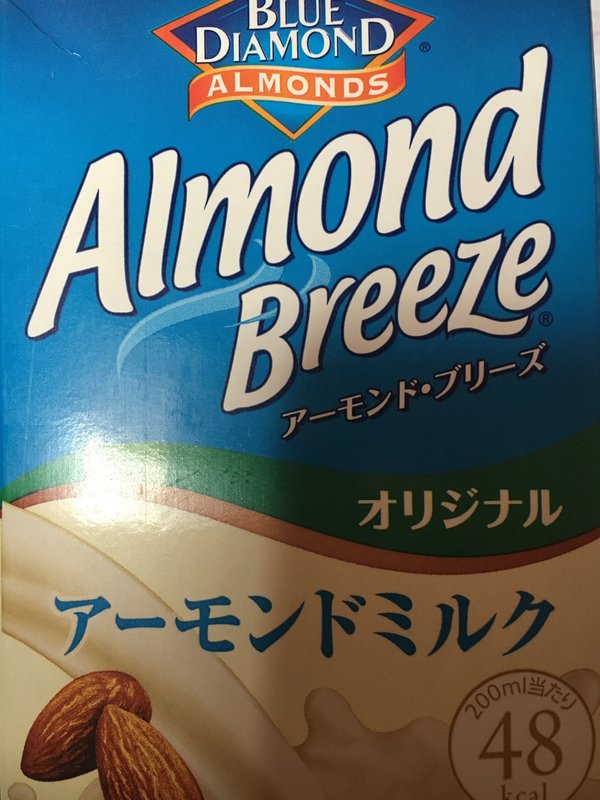 BLUE
DIAMOND
ALMONDS
®
Almond
Breeze®
アーモンド・ブリーズ
オリジナル
アーモンドミルク
200ml当たり
48
kcal